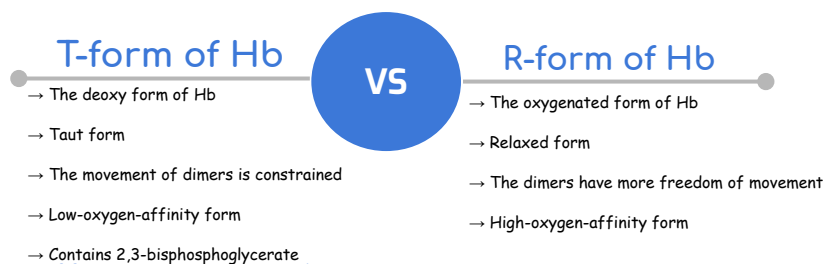 T-form of Hb
VS
R-form of Hb
→ The deoxy form of Hb
→ Taut form
→ The movement of dimers is constrained
→ Low-oxygen-affinity form
→ Contains 2,3-bisphosphoglycerate
→ The oxygenated form of Hb
→ Relaxed form
→ The dimers have more freedom of movement
→ High-oxygen-affinity form